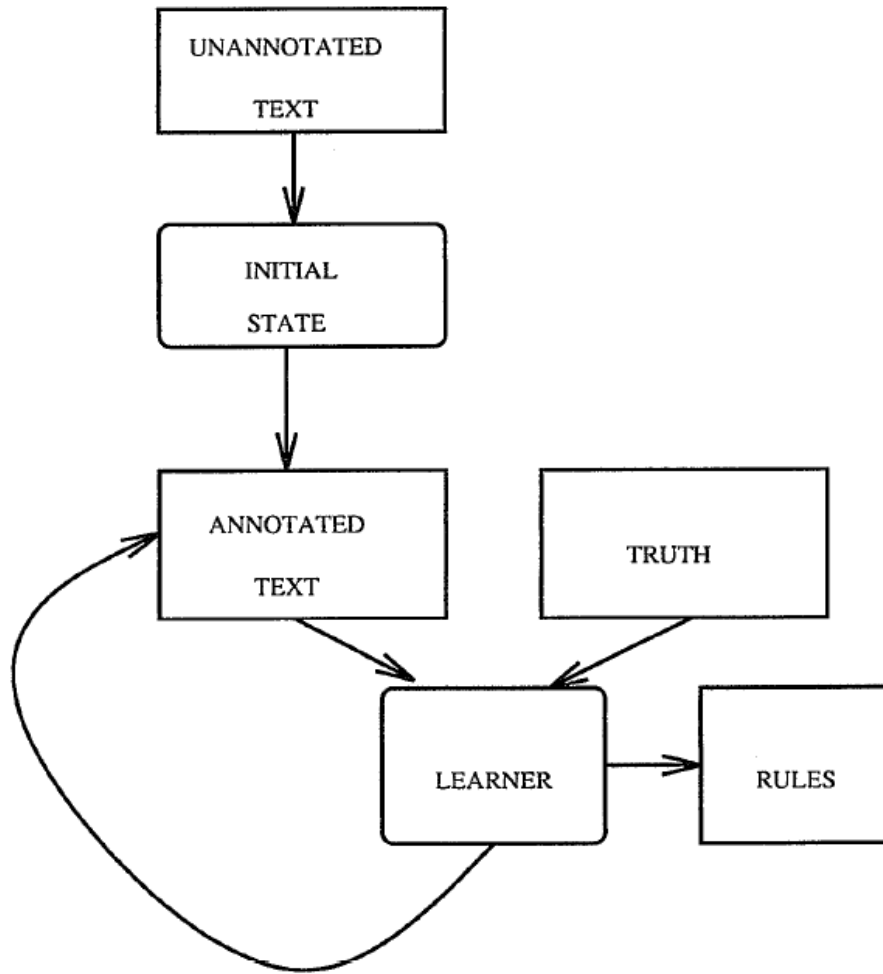 UNANNOTATED
TEXT
INITIAL
STATE
ANNOTATED
TEXT
TRUTH
LEARNER
RULES